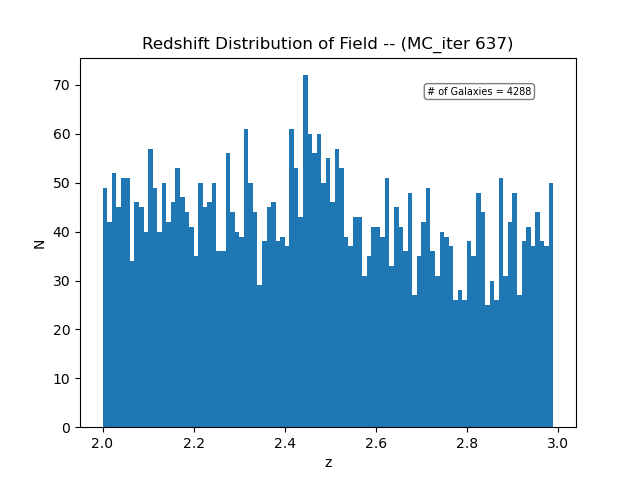 Redshift Distribution of Field -- (MC_iter 637)
# of Galaxies = 4288
70
60
50
40
30
20
10
0
N
2.0 2.2 2.4 2.6 2.8 3.0
z